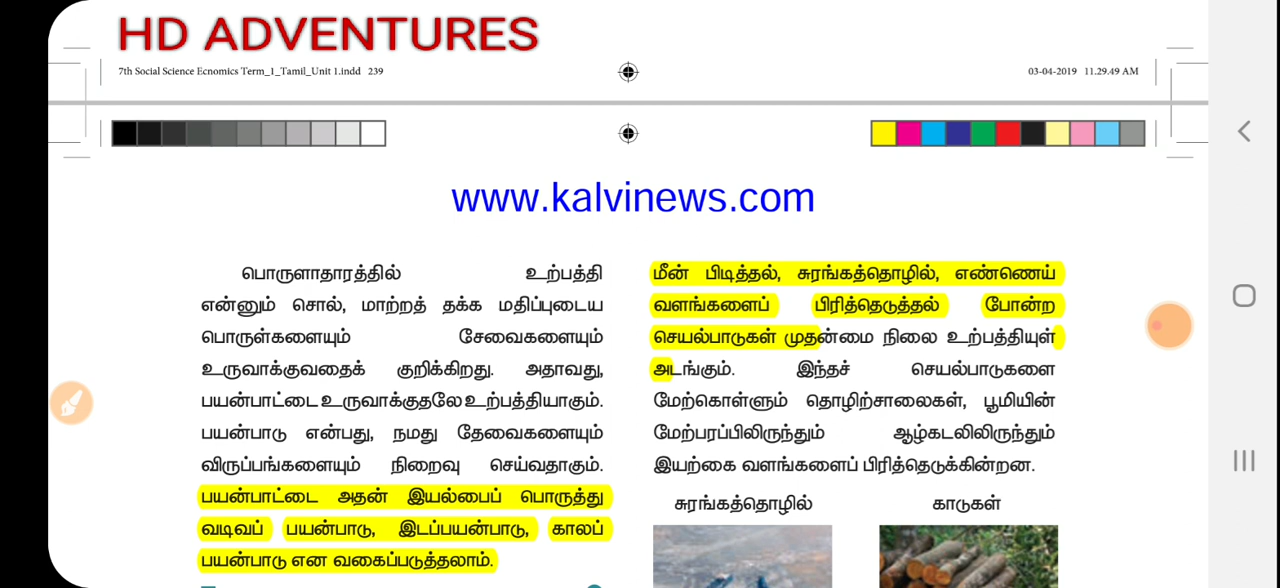 HD ADVENTURES
7th Social Science Ecnomics Term_1_Tamil_Unit 1.indd 239
03-04-2019 11.29.49 AM
www.kalvinews.com
பொருளாதாரத்தில் உற்பத்தி
என்னும் சொல், மாற்றத் தக்க மதிப்புடைய
பொருள்களையும் சேவைகளையும்
உருவாக்குவதைக் குறிக்கிறது. அதாவது,
பயன்பாட்டை உருவாக்குதலே உற்பத்தியாகும்.
பயன்பாடு என்பது, நமது தேவைகளையும்
விருப்பங்களையும் நிறைவு செய்வதாகும்.
பயன்பாட்டை அதன் இயல்பைப் பொருத்து
வடிவப் பயன்பாடு, இடப்பயன்பாடு, காலப்
பயன்பாடு என வகைப்படுத்தலாம்.
மீன் பிடித்தல், சுரங்கத்தொழில், எண்ணெய்
வளங்களைப் பிரித்தெடுத்தல் போன்ற
செயல்பாடுகள் முதன்மை நிலை உற்பத்தியுள்
அடங்கும். இந்தச் செயல்பாடுகளை
மேற்கொள்ளும் தொழிற்சாலைகள், பூமியின்
மேற்பரப்பிலிருந்தும் ஆழ்கடலிலிருந்தும்
இயற்கை வளங்களைப் பிரித்தெடுக்கின்றன.
சுரங்கத்தொழில் காடுகள்